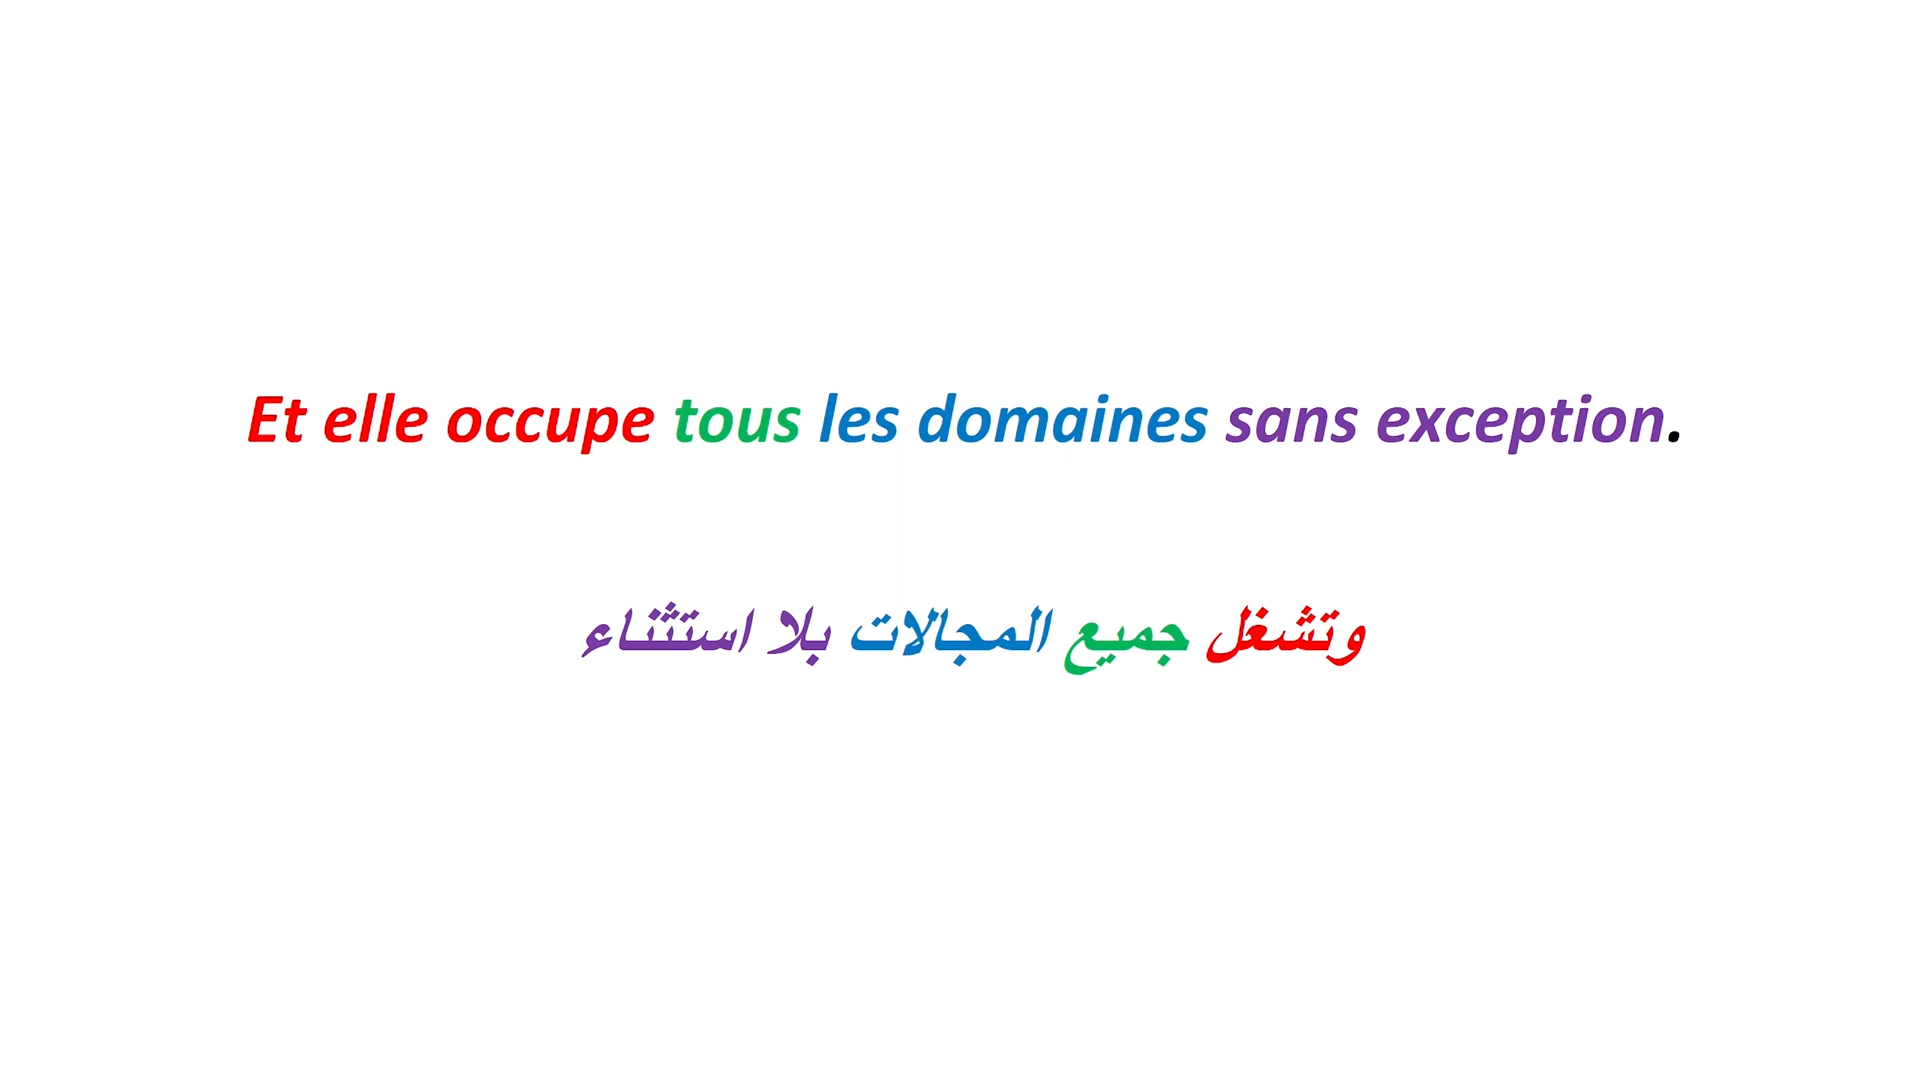 Et elle occupe tous les domaines sans exception.
وتشغل جميع المجالات بلا استثناء